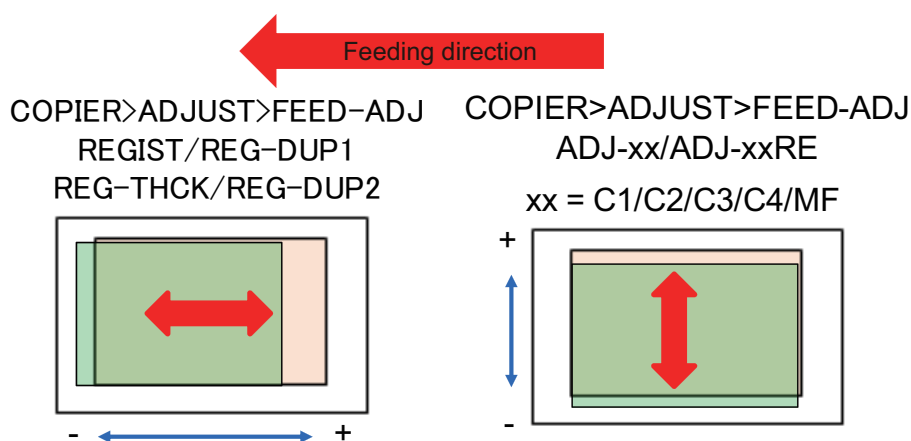 Feeding direction
COPIER>ADJUST>FEED-ADJ
REGIST/REG-DUP1
REG-THCK/REG-DUP2
- +
COPIER>ADJUST>FEED-ADJ
ADJ-xx/ADJ-xxRE
xx = C1/C2/C3/C4/MF
+
-